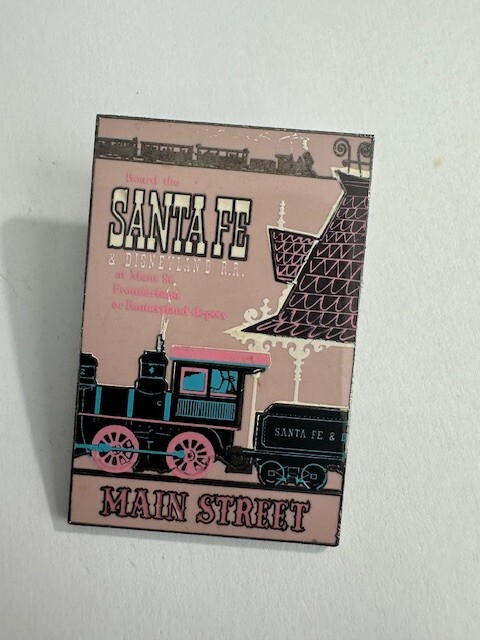 Board the
SANTA FE
& DISNEYLAND R.R.
at Main St.
Frontierland
or Fantasyland depots
SANTA FE & D
MAIN STREET